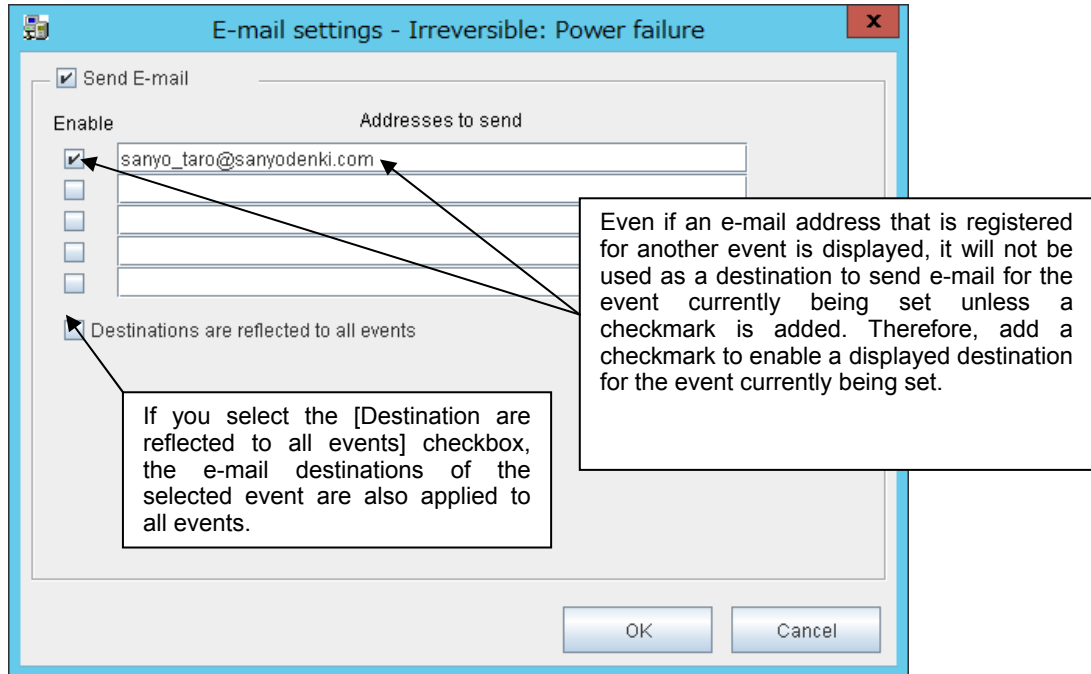 E-mail settings - Irreversible: Power failure
x
Send E-mail
Enable
Addresses to send
sanyo_taro@sanyodenki.com
Even if an e-mail address that is registered
for another event is displayed, it will not be
used as a destination to send e-mail for the
event currently being set unless a
checkmark is added. Therefore, add a
checkmark to enable a displayed destination
for the event currently being set.
Destinations are reflected to all events
If you select the [Destination are
reflected to all events] checkbox,
the e-mail destinations of the
selected event are also applied to
all events.
OK
Cancel